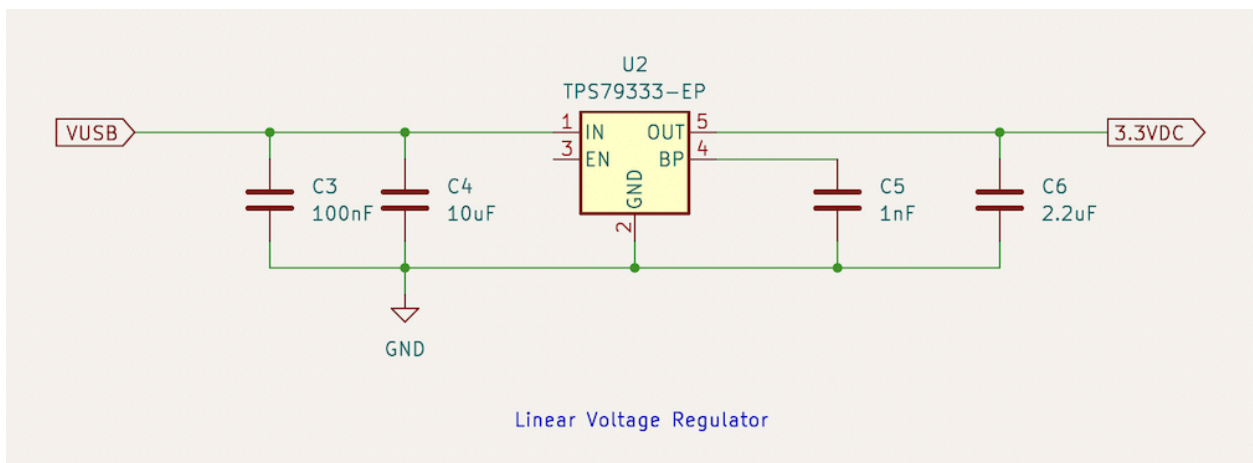 U2
TPS79333-EP
VUSB
1 IN
OUT 5
3.3VDC
3 EN
BP 4
GND
2
C3
100nF
C4
10uF
C5
1nF
C6
2.2uF
GND
Linear Voltage Regulator